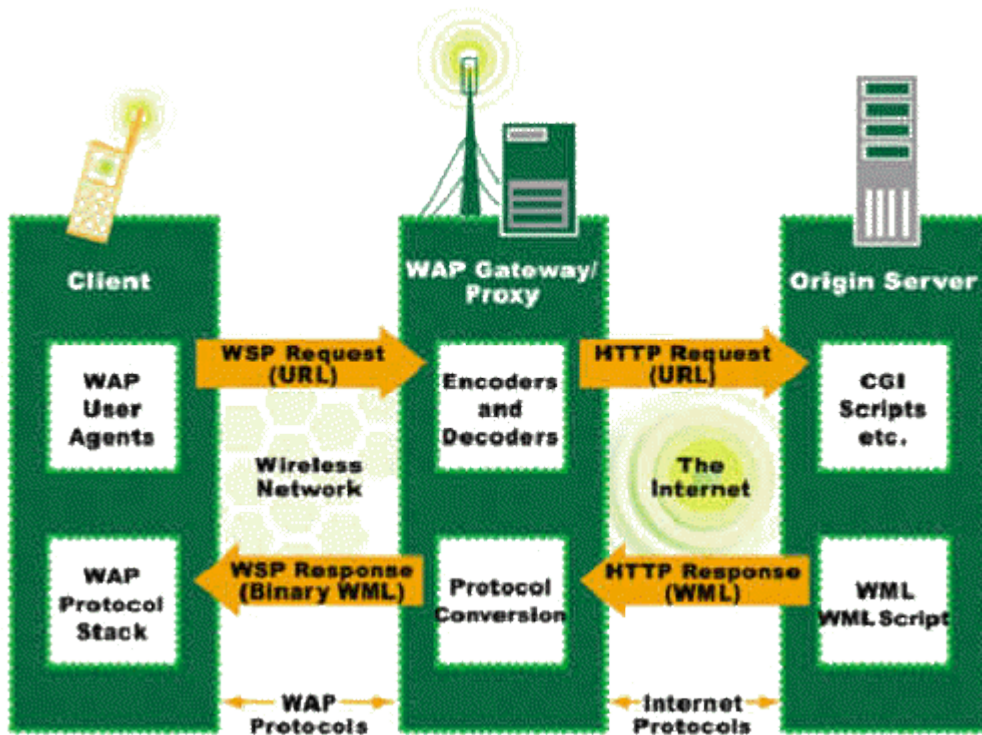 Client
WAP Gateway/
Proxy
Origin Server
WAP
User
Agents
WSP Request
(URL)
Encoders
and
Decoders
HTTP Request
(URL)
CGI
Scripts
etc.
Wireless
Network
The
Internet
WAP
Protocol
Stack
WSP Response
(Binary WML)
Protocol
Conversion
HTTP Response
(WML)
WML
WMLScript
WAP
Protocols
Internet
Protocols